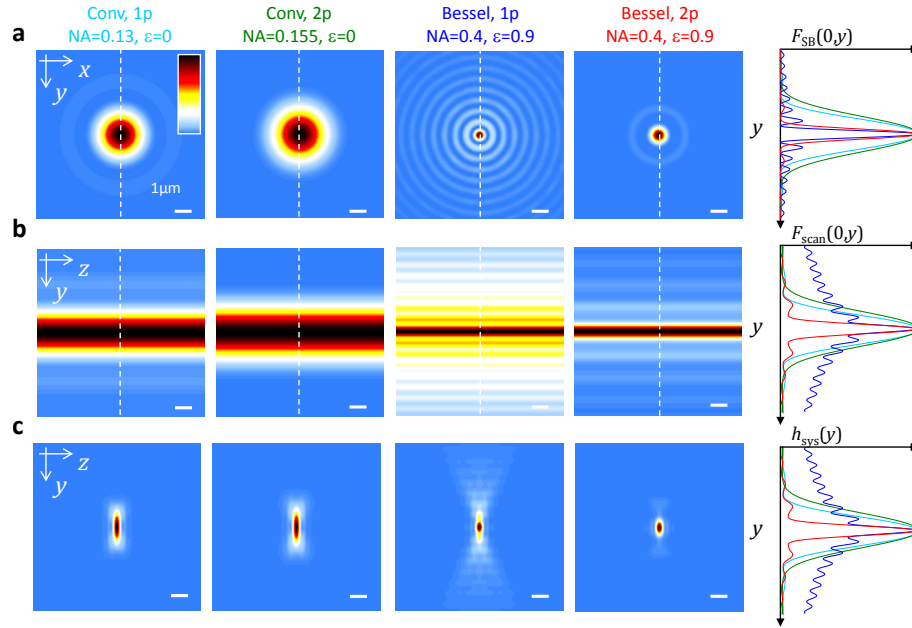 Conv, 1p
NA=0.13, ε=0
Conv, 2p
NA=0.155, ε=0
Bessel, 1p
NA=0.4, ε=0.9
Bessel, 2p
NA=0.4, ε=0.9
a
x
y
1µm
F_SB(0,y)
y
b
z
y
F_scan(0,y)
y
c
z
y
h_sys(y)
y